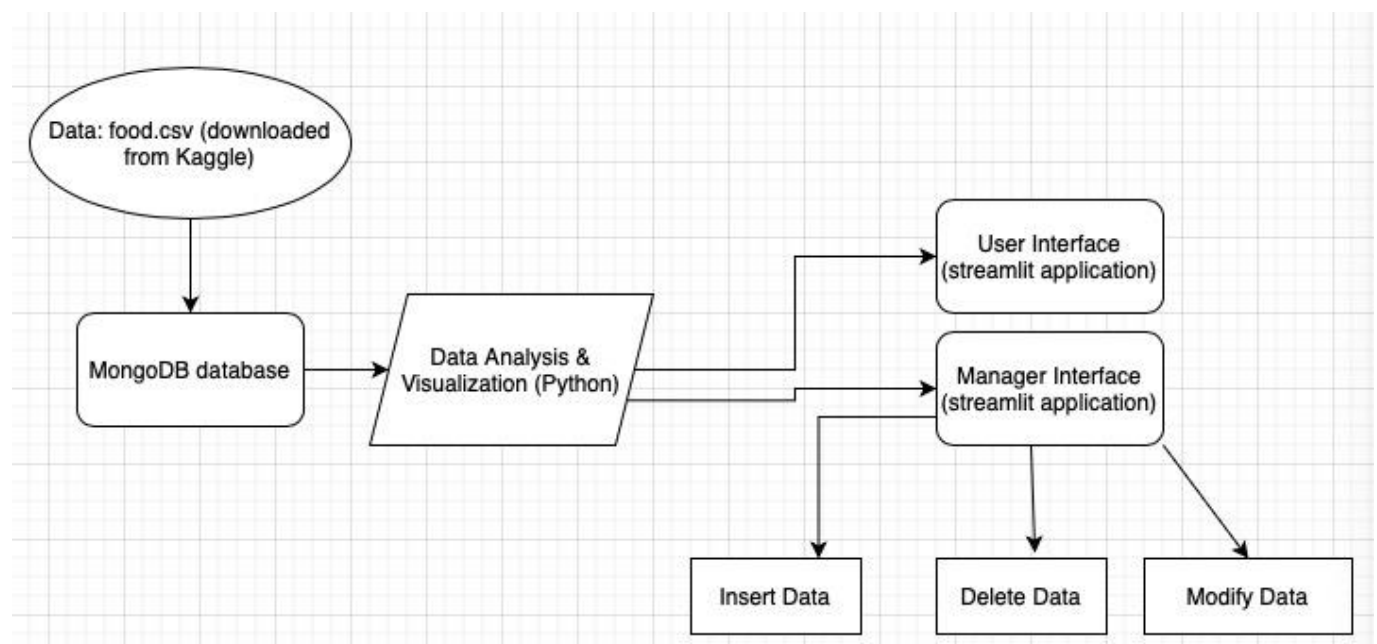 Data: food.csv (downloaded
from Kaggle)
MongoDB database
Data Analysis &
Visualization (Python)
User Interface
(streamlit application)
Manager Interface
(streamlit application)
Insert Data
Delete Data
Modify Data